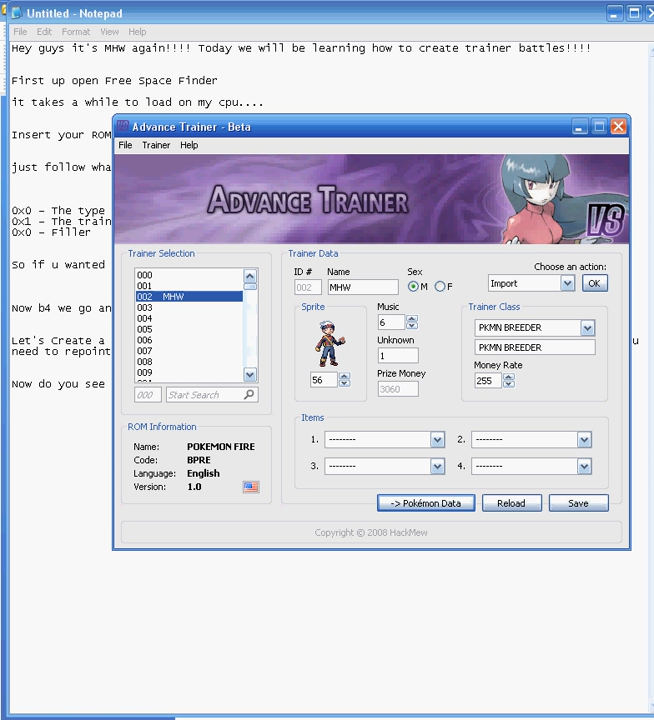 Untitled - Notepad
File Edit Format View Help
Hey guys it's MHW again!!!! Today we will be learning how to create trainer battles!!!!
First up open Free Space Finder
it takes a while to load on my cpu....
Insert your ROM
just follow wha
0x0 - The type
0x1 - The train
0x0 - Filler
So if u wanted
Now b4 we go an
Let's Create a
u
need to repoint
Now do you see
Advance Trainer - Beta
File Trainer Help
ADVANCE TRAINER
VS
Trainer Selection
000
001
002 MHW
003
004
005
006
007
008
009
000 Start Search
ROM Information
Name: POKEMON FIRE
Code: BPRE
Language: English
Version: 1.0
Trainer Data
ID # Name Sex
002 MHW M F
Choose an action:
Import OK
Sprite
56
Music
6
Unknown
1
Prize Money
3060
Trainer Class
PKMN BREEDER
PKMN BREEDER
Money Rate
255
Items
1. -------- 2. --------
3. -------- 4. --------
-> Pokémon Data Reload Save
Copyright © 2008 HackMew